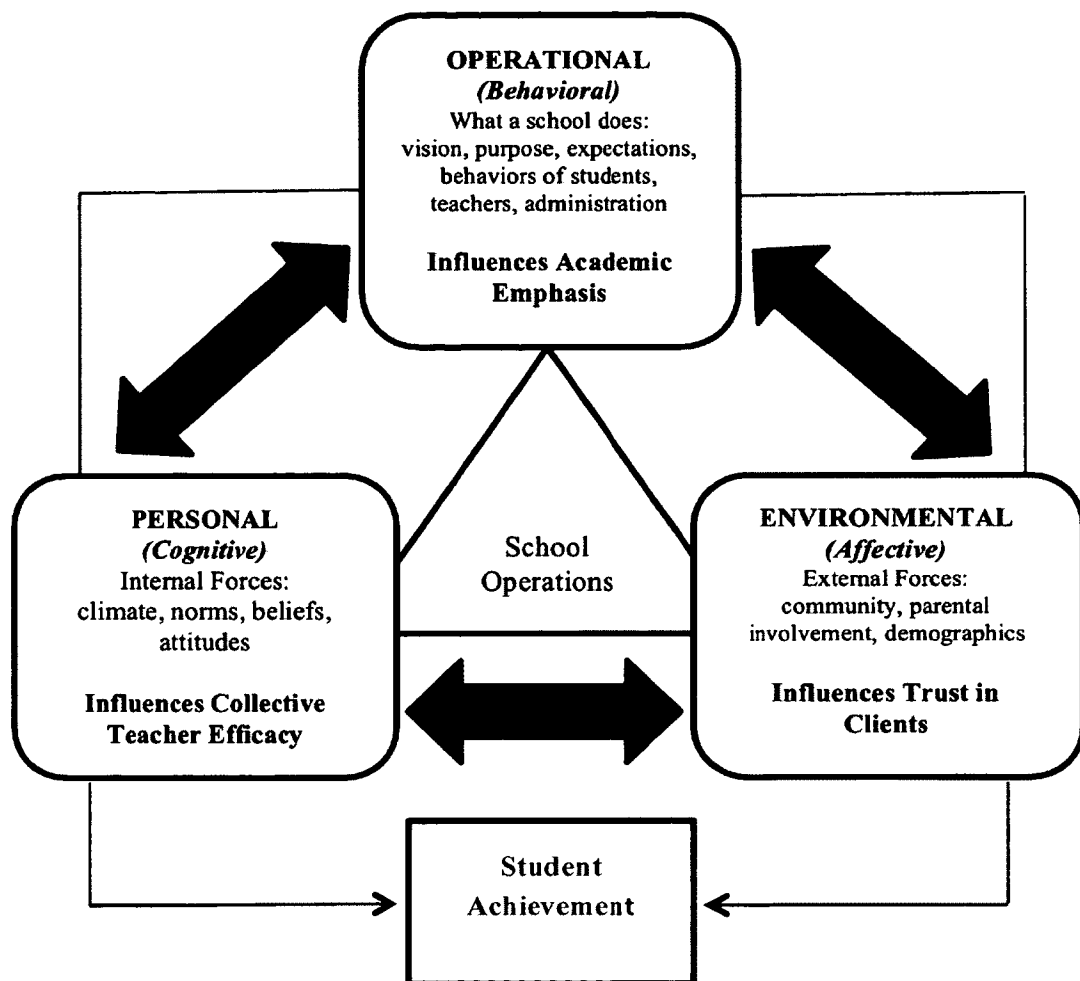 OPERATIONAL
(Behavioral)
What a school does:
vision, purpose, expectations,
behaviors of students,
teachers, administration
Influences Academic
Emphasis
PERSONAL
(Cognitive)
Internal Forces:
climate, norms, beliefs,
attitudes
Influences Collective
Teacher Efficacy
School
Operations
ENVIRONMENTAL
(Affective)
External Forces:
community, parental
involvement, demographics
Influences Trust in
Clients
Student
Achievement